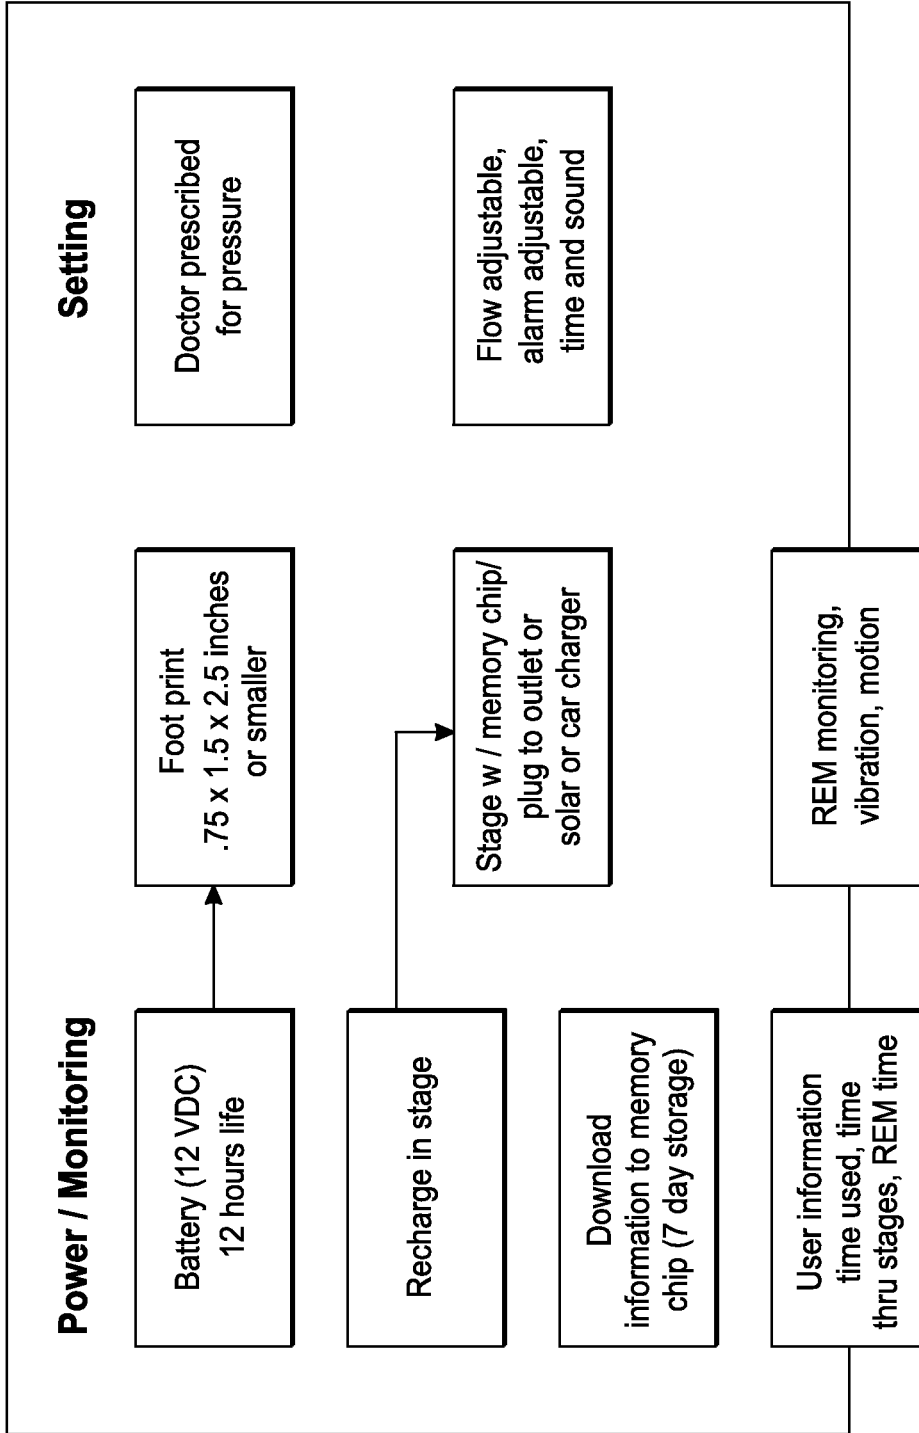 Power / Monitoring
Setting
Battery (12 VDC)
12 hours life
Foot print
.75 x 1.5 x 2.5 inches
or smaller
Doctor prescribed
for pressure
Recharge in stage
Stage w / memory chip/
plug to outlet or
solar or car charger
Flow adjustable,
alarm adjustable,
time and sound
Download
information to memory
chip (7 day storage)
User information
time used, time
thru stages, REM time
REM monitoring,
vibration, motion